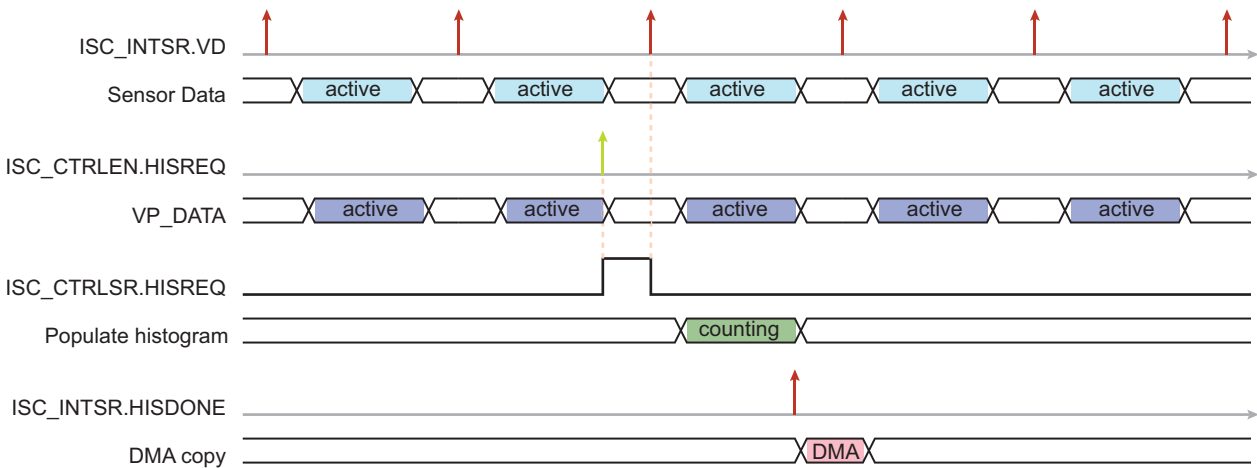 ISC_INTSR.VD
Sensor Data active active active active active
ISC_CTRLEN.HISREQ
VP_DATA active active active active active
ISC_CTRLSR.HISREQ
Populate histogram counting
ISC_INTSR.HISDONE
DMA copy DMA